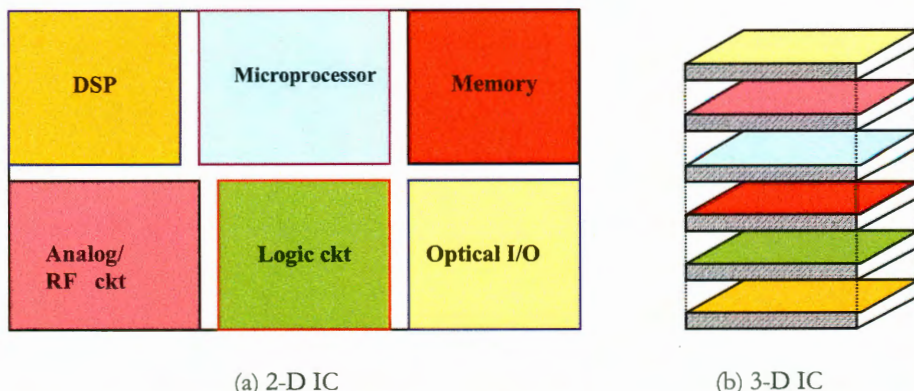 DSP
Microprocessor
Memory
Analog/
RF ckt
Logic ckt
Optical I/O
(a) 2-D IC
(b) 3-D IC